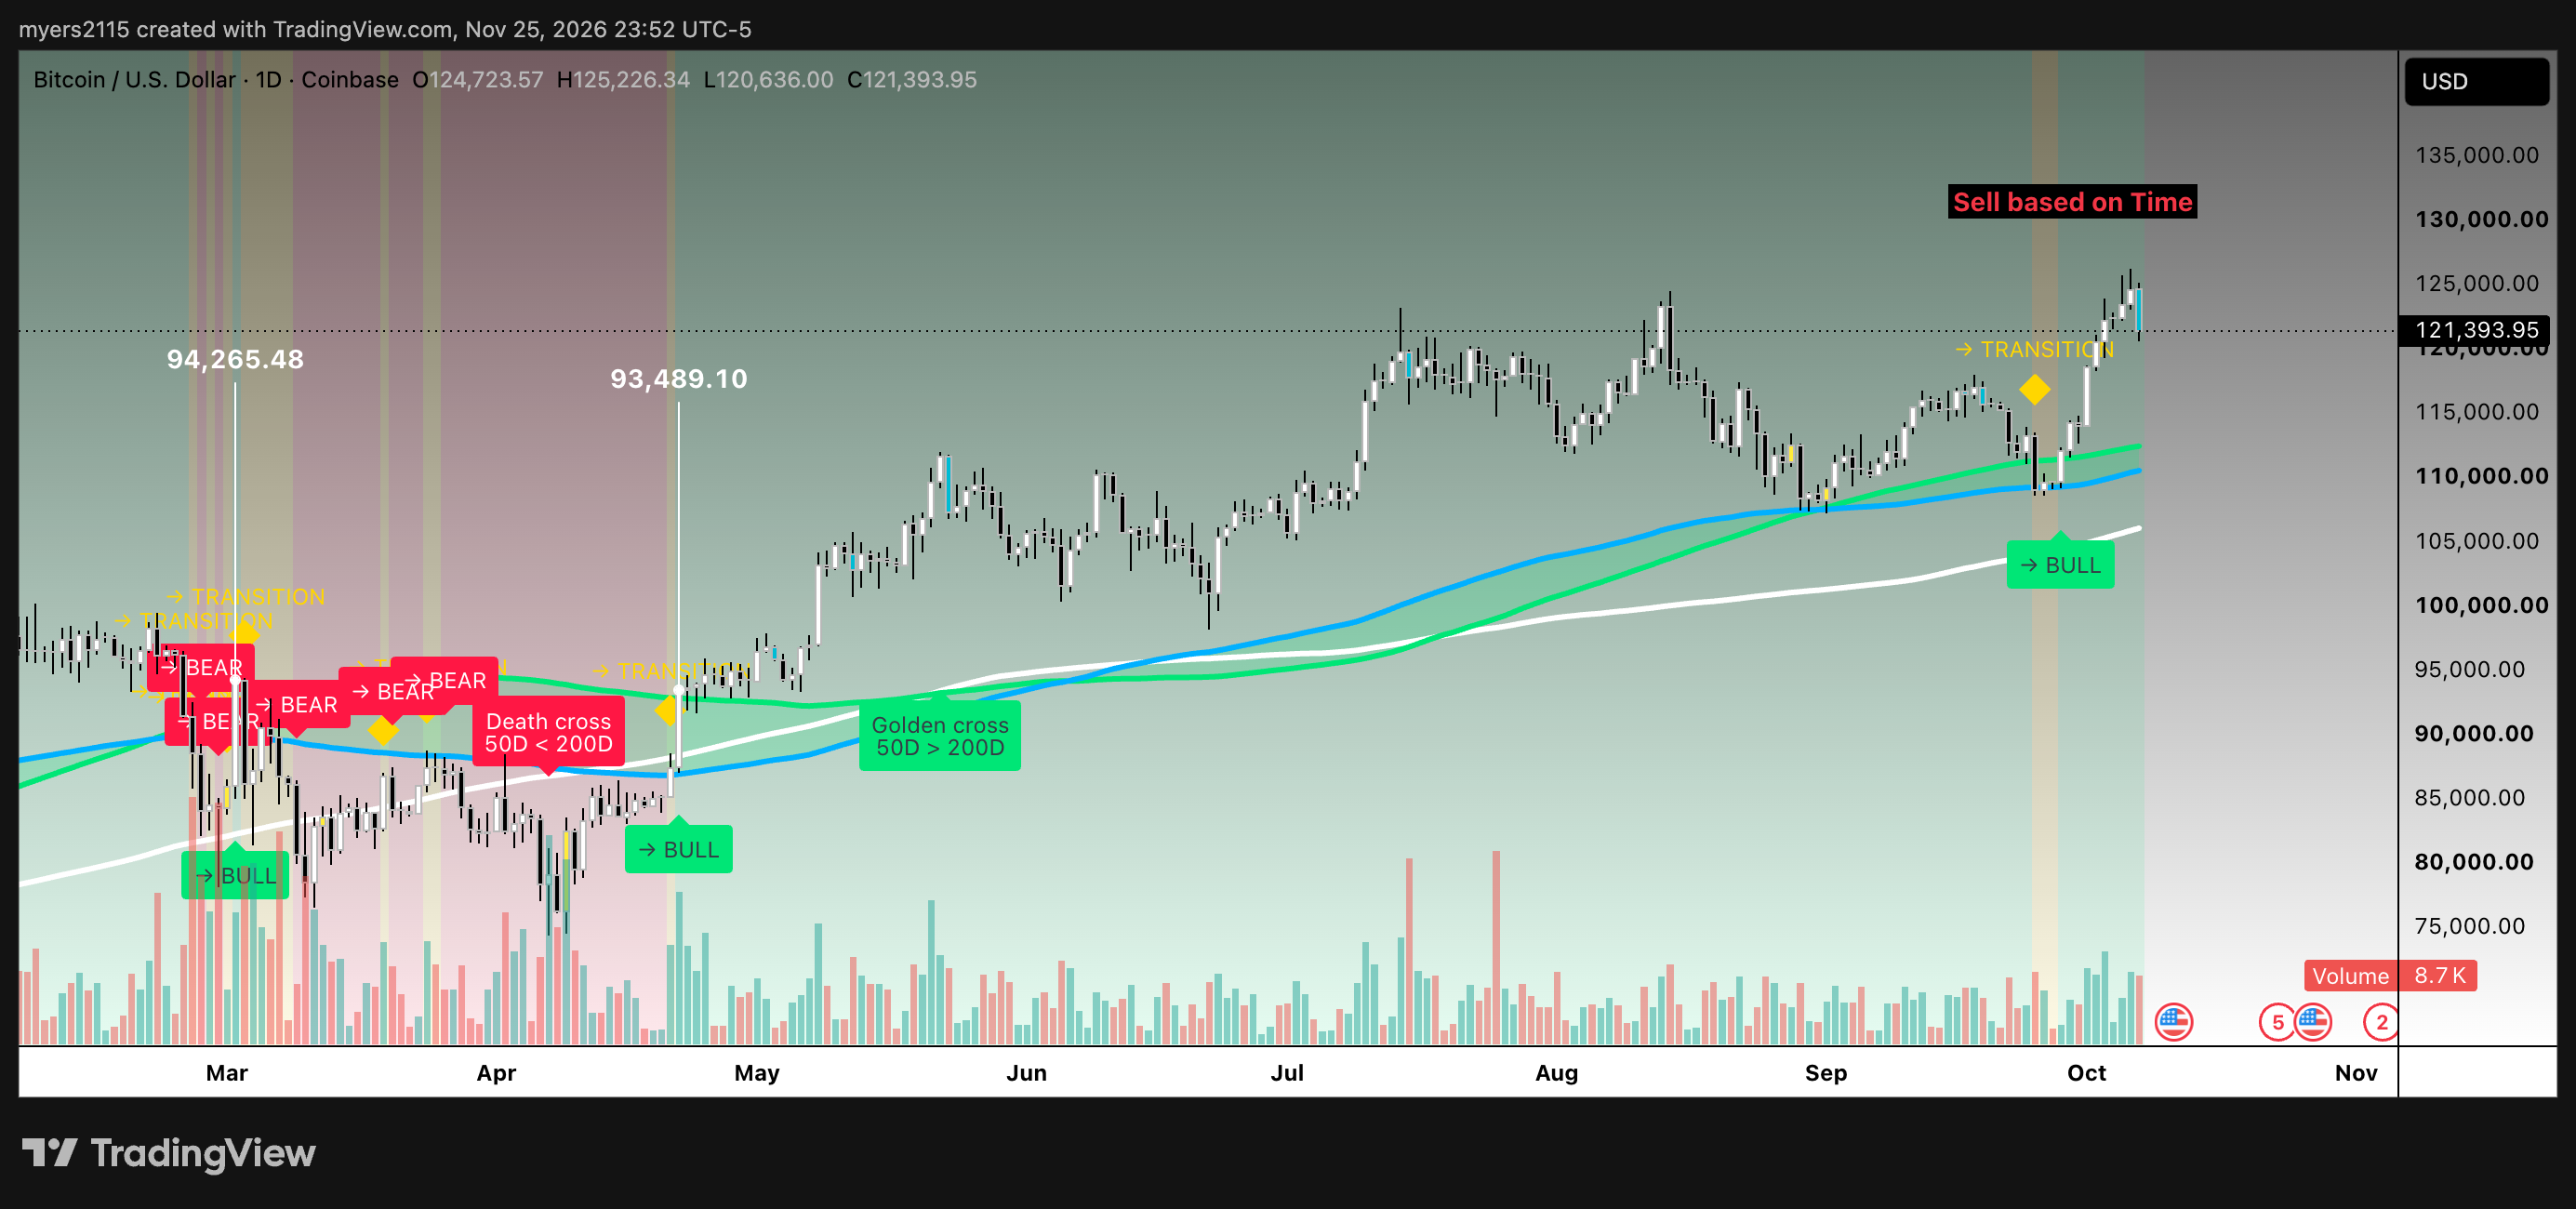 myers2115 created with TradingView.com, Nov 25, 2026 23:52 UTC-5
Bitcoin / U.S. Dollar · 1D · Coinbase O124,723.57 H125,226.34 L120,636.00 C121,393.95
USD
135,000.00
Sell based on Time
130,000.00
125,000.00
121,393.95
120,000.00
→ TRANSITION
94,265.48
93,489.10
115,000.00
110,000.00
105,000.00
→ BULL
100,000.00
→ TRANSITION
→ TRANSITION
95,000.00
→ BEAR
→ TRANSITION
→ BEAR
→ BEAR
→ BEAR
→ BEAR
Death cross
50D < 200D
Golden cross
50D > 200D
90,000.00
85,000.00
→ BULL
→ BULL
80,000.00
75,000.00
Volume 8.7 K
5
2
Mar Apr May Jun Jul Aug Sep Oct Nov
TradingView